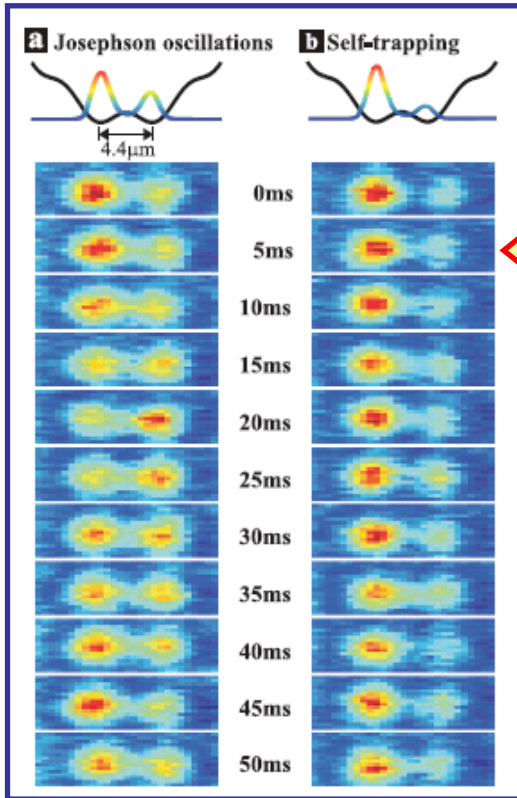 a Josephson oscillations
b Self-trapping
4.4μm
0ms
5ms
10ms
15ms
20ms
25ms
30ms
35ms
40ms
45ms
50ms